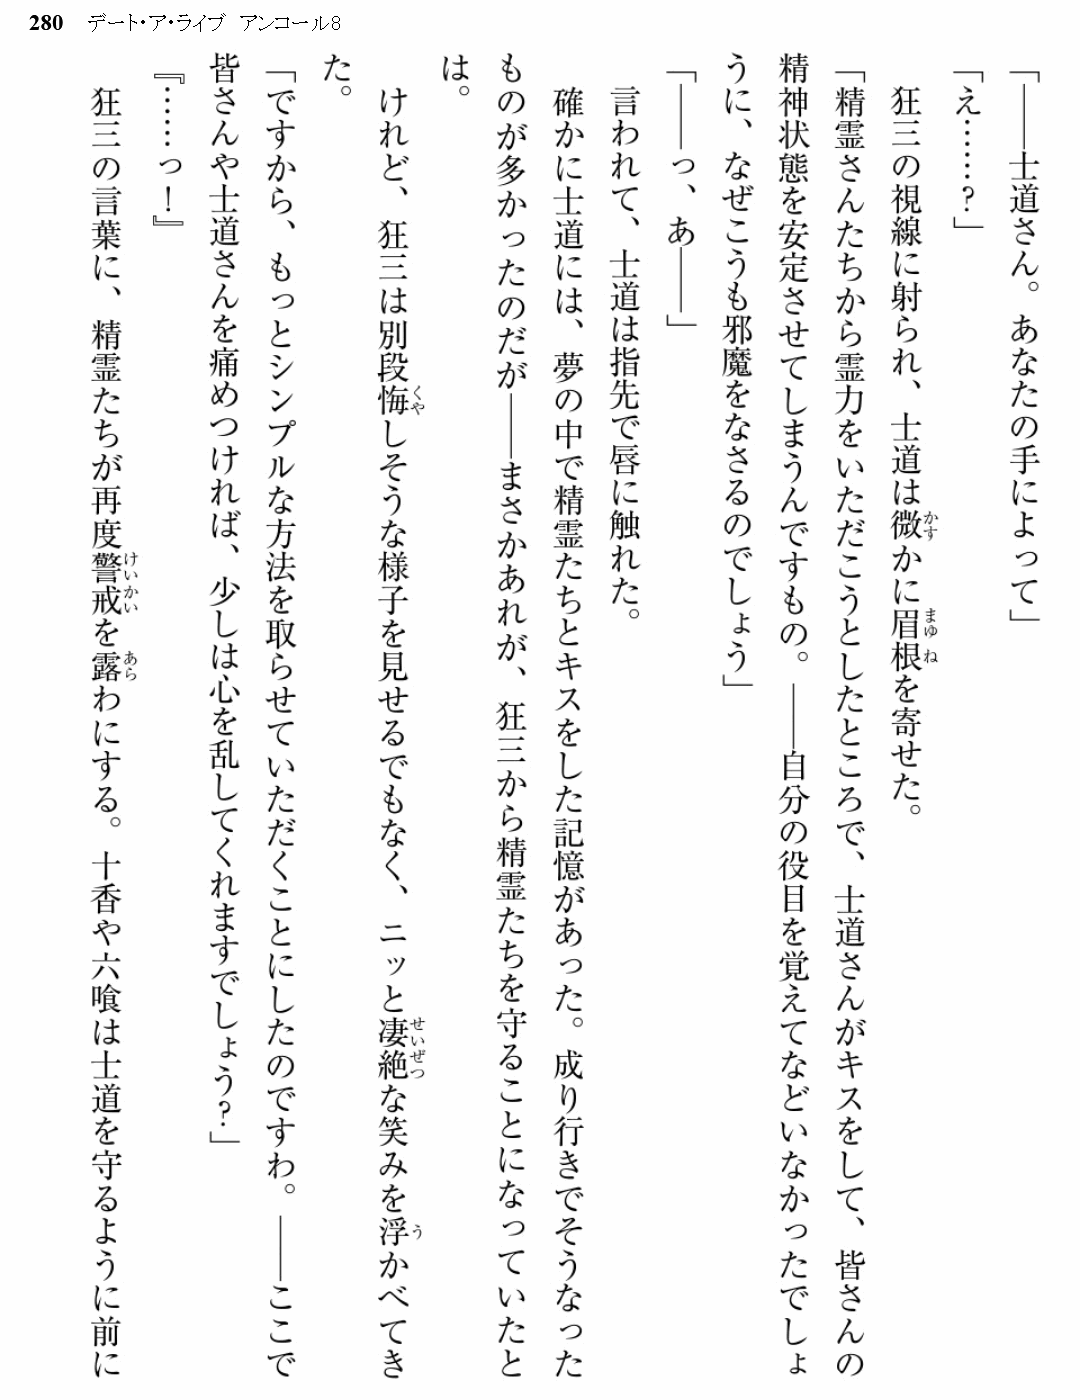 280 デート・ア・ライブ アンコール8
「――士道さん。あなたの手によって」
「え……？」
狂三の視線に射られ、士道は微かに眉根を寄せた。
「精霊さんたちから霊力をいただこうとしたところで、士道さんがキスをして、皆さんの
精神状態を安定させてしまうんですもの。――自分の役目を覚えてなどいなかったでしょ
うに、なぜこうも邪魔をなさるのでしょう」
「――っ、あ――」
言われて、士道は指先で唇に触れた。
確かに士道には、夢の中で精霊たちとキスをした記憶があった。成り行きでそうなった
ものが多かったのだが――まさかあれが、狂三から精霊たちを守ることになっていたと
は。
けれど、狂三は別段悔しそうな様子を見せるでもなく、ニッと凄絶な笑みを浮かべてき
た。
「ですから、もっとシンプルな方法を取らせていただくことにしたのですわ。――ここで
皆さんや士道さんを痛めつければ、少しは心を乱してくれますでしょう？」
『……っ！』
狂三の言葉に、精霊たちが再度警戒を露わにする。十香や六喰は士道を守るように前に